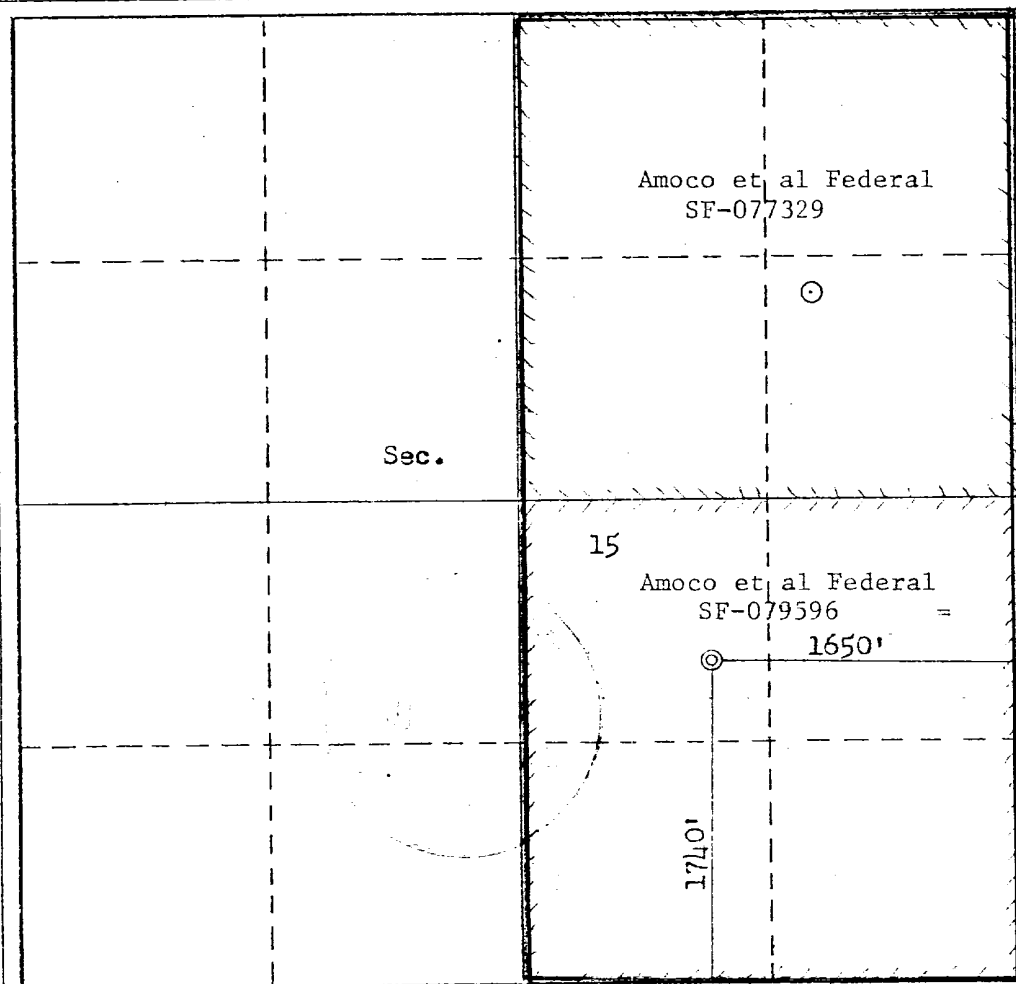 Amoco et al Federal
SF-077329
Sec.
15
Amoco et al Federal
SF-079596 =
1650'
1740'